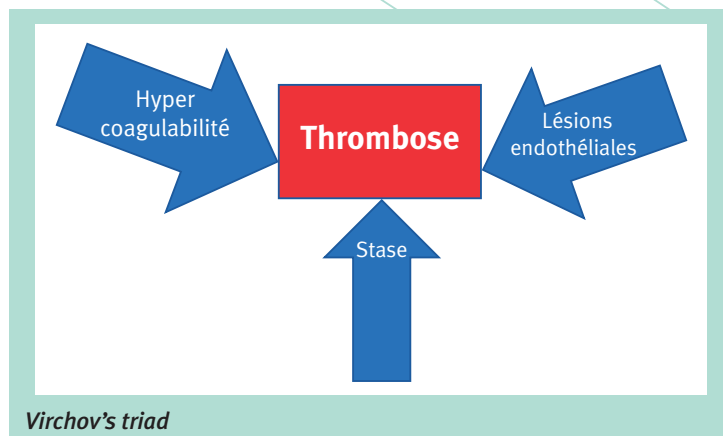 Hyper
coagulabilité
Thrombose
Lésions
endothéliales
Stase
Virchov's triad